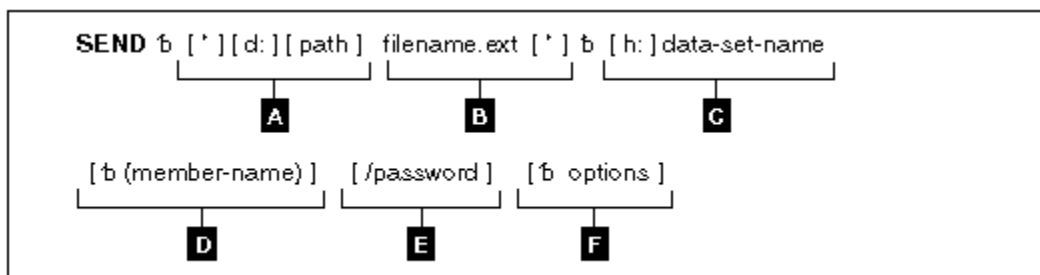 SEND ␢ ['][d:][path] filename.ext ['] ␢ [h:]data-set-name
A B C
[␢(member-name)] [/password] [␢ options]
D E F